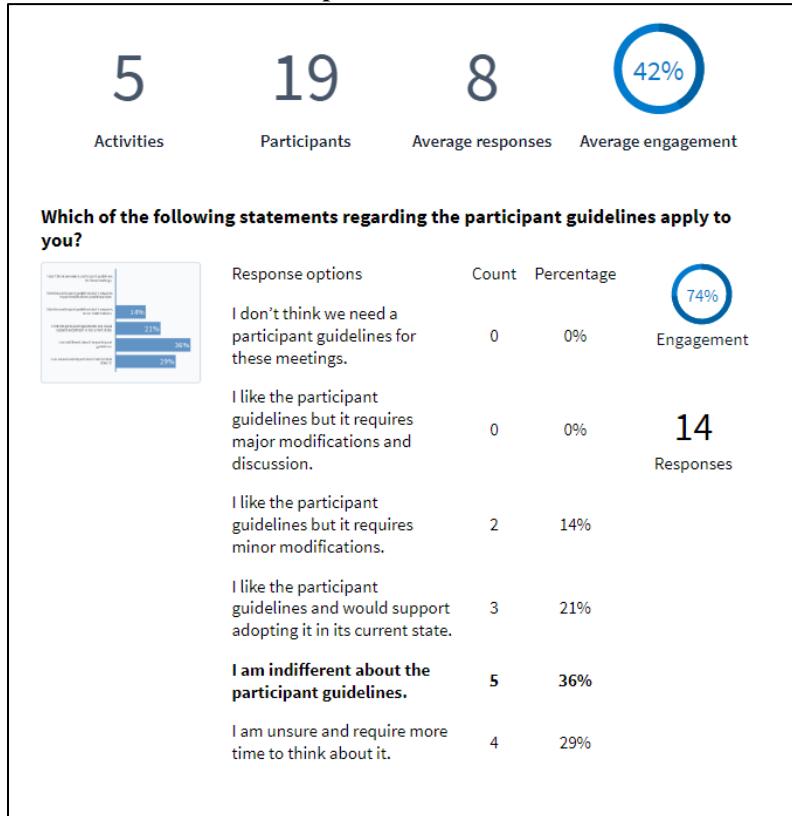 5
19
8
42%
Activities
Participants
Average responses
Average engagement
Which of the following statements regarding the participant guidelines apply to
you?
Response options
Count
Percentage
74%
Engagement
14
Responses
I don't think we need a
participant guidelines for
these meetings.
0
0%
I like the participant
guidelines but it requires
major modifications and
discussion.
0
0%
I like the participant
guidelines but it requires
minor modifications.
2
14%
I like the participant
guidelines and would support
adopting it in its current state.
3
21%
I am indifferent about the
participant guidelines.
5
36%
I am unsure and require more
time to think about it.
4
29%
14%
21%
36%
29%